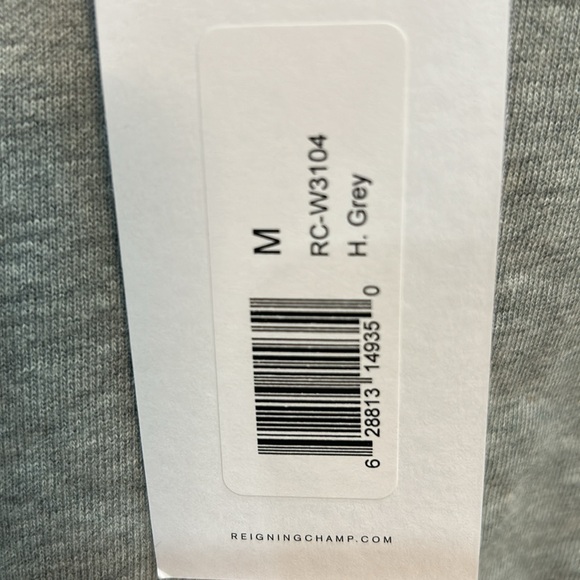 M
RC-W3104
H. Grey
6 28813 14935 0
REIGNINGCHAMP.COM